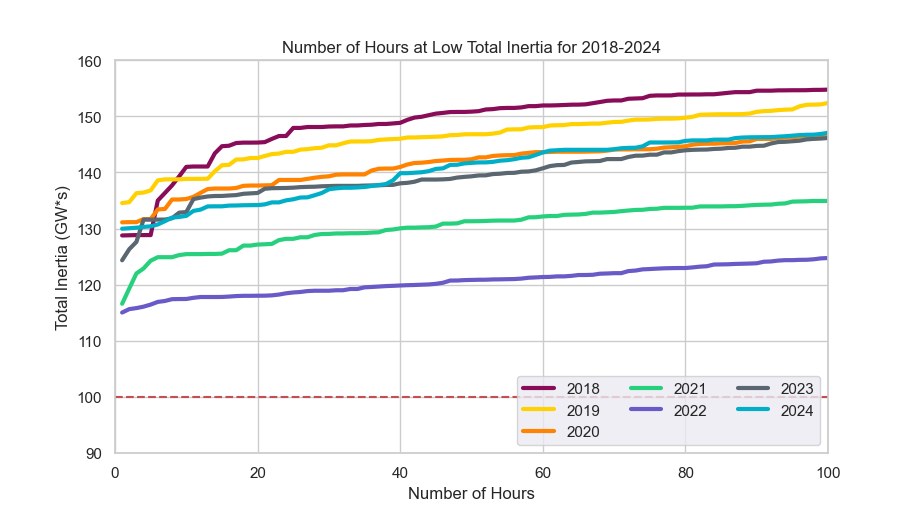 Number of Hours at Low Total Inertia for 2018-2024
160
150
140
130
120
110
100
90
Total Inertia (GW*s)
2018 2021 2023
2019 2022 2024
2020
0 20 40 60 80 100
Number of Hours